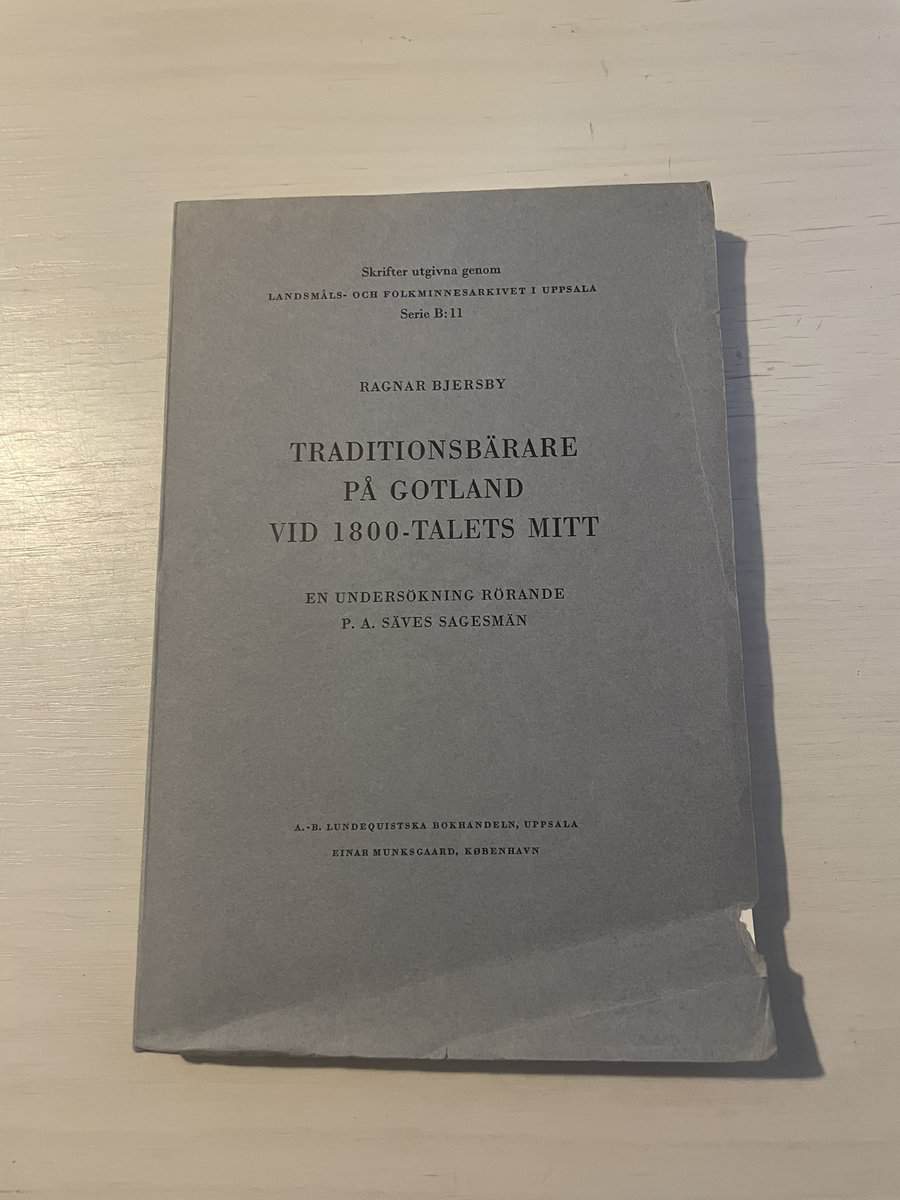 Skrifter utgivna genom
LANDSMÅLS- OCH FOLKMINNESARKIVET I UPPSALA
Serie B:11
RAGNAR BJERSBY
TRADITIONSBÄRARE
PÅ GOTLAND
VID 1800-TALETS MITT
EN UNDERSÖKNING RÖRANDE
P. A. SÄVES SAGESMÄN
A.-B. LUNDEQUISTSKA BOKHANDELN, UPPSALA
EINAR MUNKSGAARD, KØBENHAVN